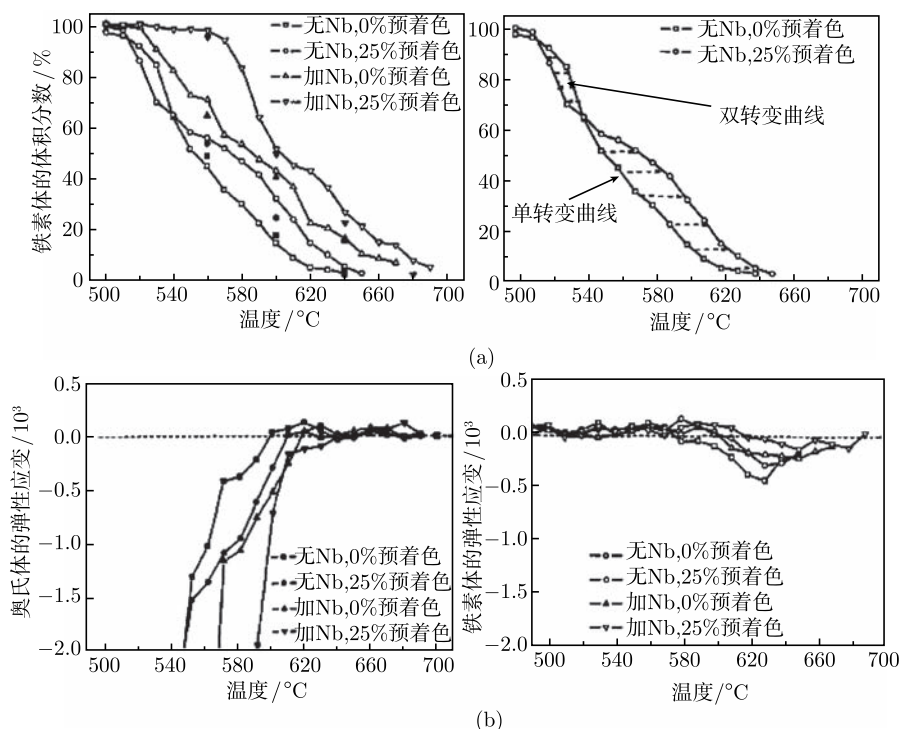 铁素体的体积分数/%
100
80
60
40
20
0
无Nb,0%预着色
无Nb,25%预着色
加Nb,0%预着色
加Nb,25%预着色
500 540 580 620 660 700
温度/°C
100
80
60
40
20
0
无Nb,0%预着色
无Nb,25%预着色
双转变曲线
单转变曲线
500 540 580 620 660 700
温度/°C
(a)
奥氏体的弹性应变/10³
0.5
0.0
−0.5
−1.0
−1.5
−2.0
无Nb,0%预着色
无Nb,25%预着色
加Nb,0%预着色
加Nb,25%预着色
500 540 580 620 660 700
温度/°C
铁素体的弹性应变/10³
0.5
0.0
−0.5
−1.0
−1.5
−2.0
无Nb,0%预着色
无Nb,25%预着色
加Nb,0%预着色
加Nb,25%预着色
500 540 580 620 660 700
温度/°C
(b)